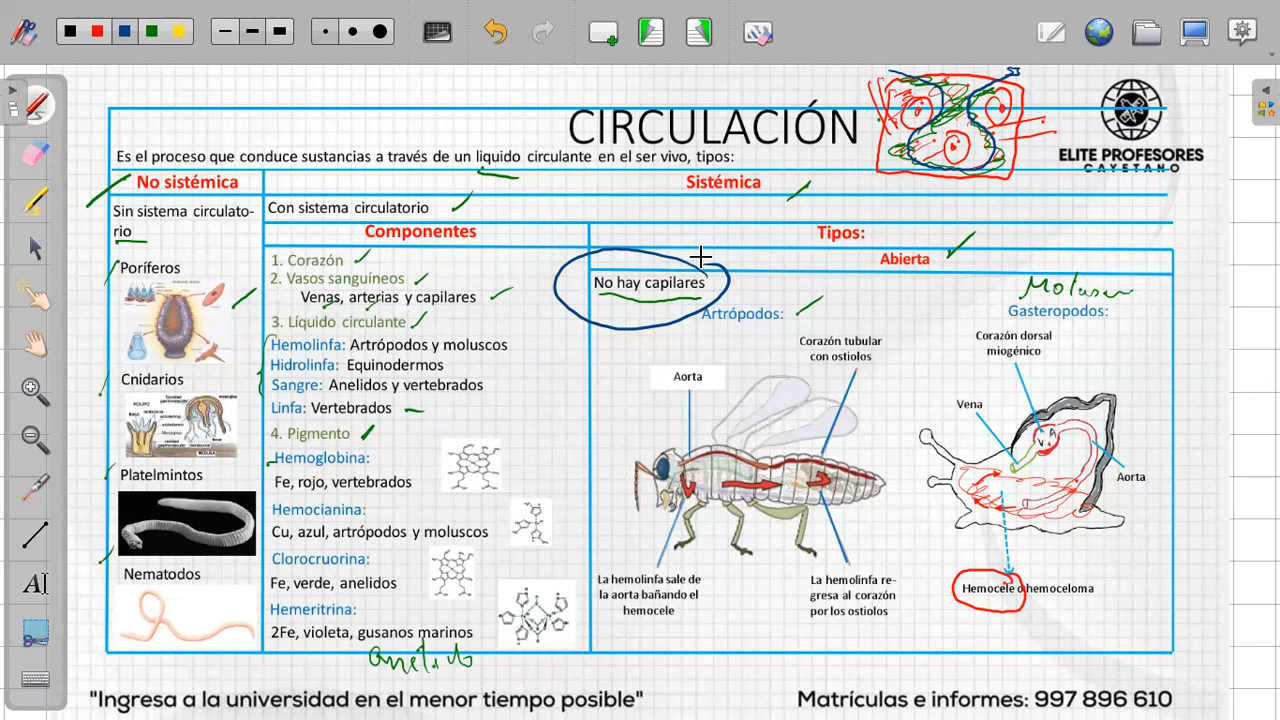 CIRCULACIÓN
ELITE PROFESORES
CAYETANO
Es el proceso que conduce sustancias a través de un líquido circulante en el ser vivo, tipos:
No sistémica
Sin sistema circulato-
rio
Poríferos
Cnidarios
Platelmintos
Nematodos
Sistémica
Con sistema circulatorio
Componentes
1. Corazón
2. Vasos sanguíneos
Venas, arterias y capilares
3. Líquido circulante
Hemolinfa: Artrópodos y moluscos
Hidrolinfa: Equinodermos
Sangre: Anelidos y vertebrados
Linfa: Vertebrados
4. Pigmento
Hemoglobina:
Fe, rojo, vertebrados
Hemocianina:
Cu, azul, artrópodos y moluscos
Clorocruorina:
Fe, verde, anelidos
Hemeritrina:
2Fe, violeta, gusanos marinos
Tipos:
Abierta
No hay capilares
Artrópodos:
Corazón tubular
con ostiolos
Aorta
La hemolinfa sale de
la aorta bañando el
hemocele
La hemolinfa re-
gresa al corazón
por los ostiolos
Gasteropodos:
Corazón dorsal
miogénico
Vena
V A
Aorta
Hemocele o hemoceloma
"Ingresa a la universidad en el menor tiempo posible"
Matrículas e informes: 997 896 610